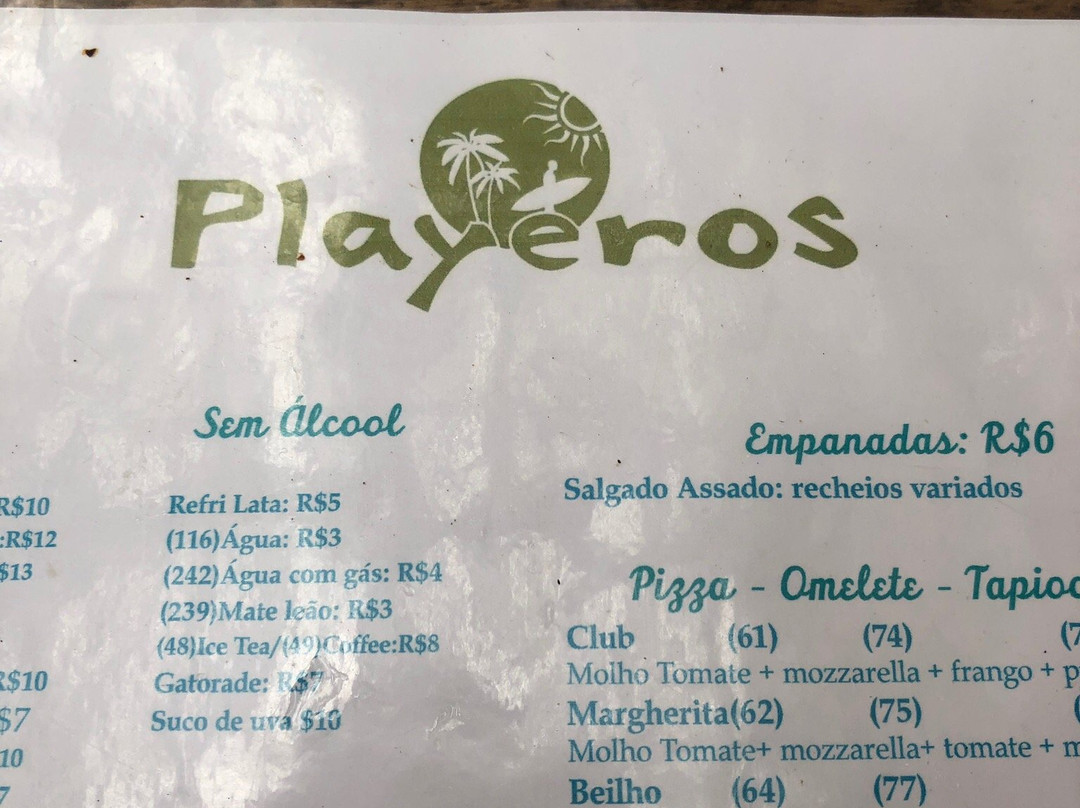 Playeros
Sem Álcool
Refri Lata: R$5
(116)Água: R$3
(242)Água com gás: R$4
(239)Mate leão: R$3
(48)Ice Tea/(49)Coffee:R$8
Gatorade: R$7
Suco de uva $10
R$10
:R$12
$13
R$10
$7
10
7
Empanadas: R$6
Salgado Assado: recheios variados
Pizza - Omelete - Tapioc
Club (61) (74) (7
Molho Tomate + mozzarella + frango + p
Margherita(62) (75) (
Molho Tomate+ mozzarella+ tomate + m
Beilho (64) (77)